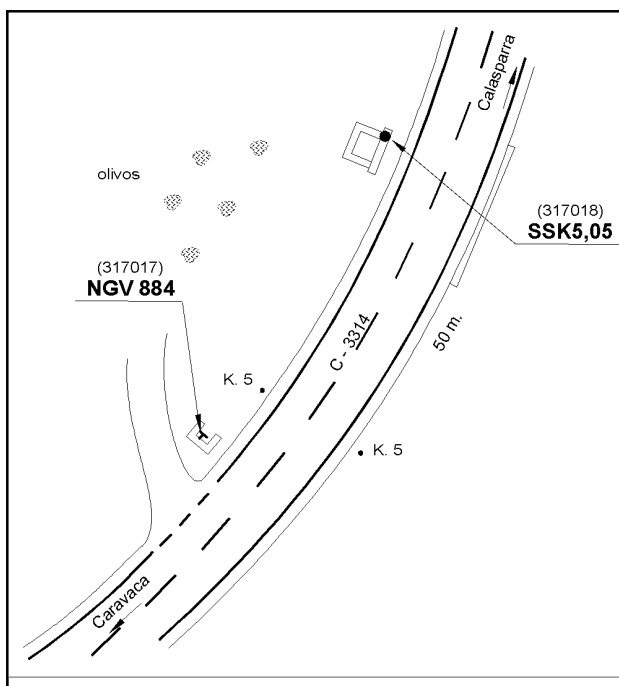 Calasparra
olivos
(317018)
SSK5,05
(317017)
NGV 884
C - 3314
50 m.
K. 5
K. 5
Caravaca